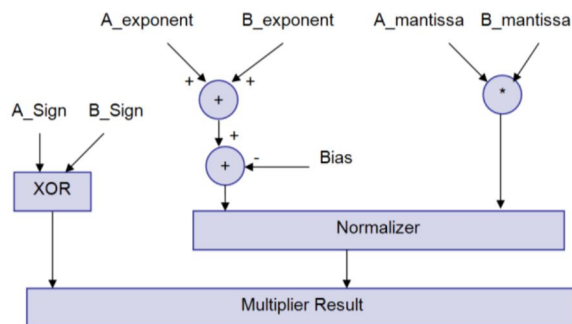 A_exponent B_exponent A_mantissa B_mantissa
+ +
+ *
A_Sign B_Sign
+
+ - Bias
XOR
Normalizer
Multiplier Result